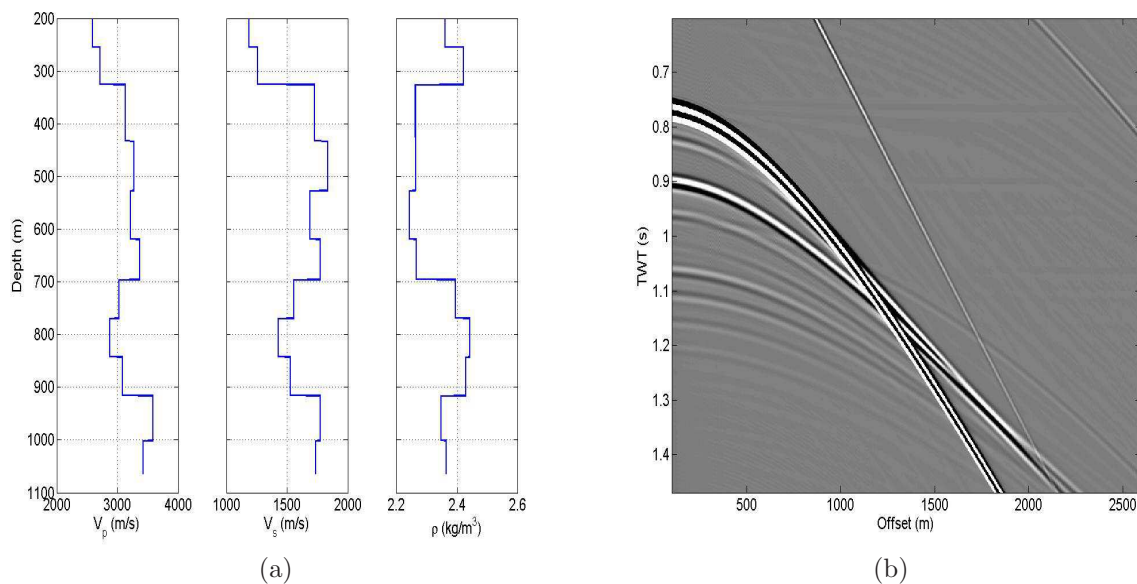 200
300
400
500
600
700
800
900
1000
1100
Depth (m)
2000 3000 4000
V_p (m/s)
1000 1500 2000
V_s (m/s)
2.2 2.4 2.6
ρ (kg/m³)
(a)
0.7
0.8
0.9
1
1.1
1.2
1.3
1.4
TWT (s)
500 1000 1500 2000 2500
Offset (m)
(b)